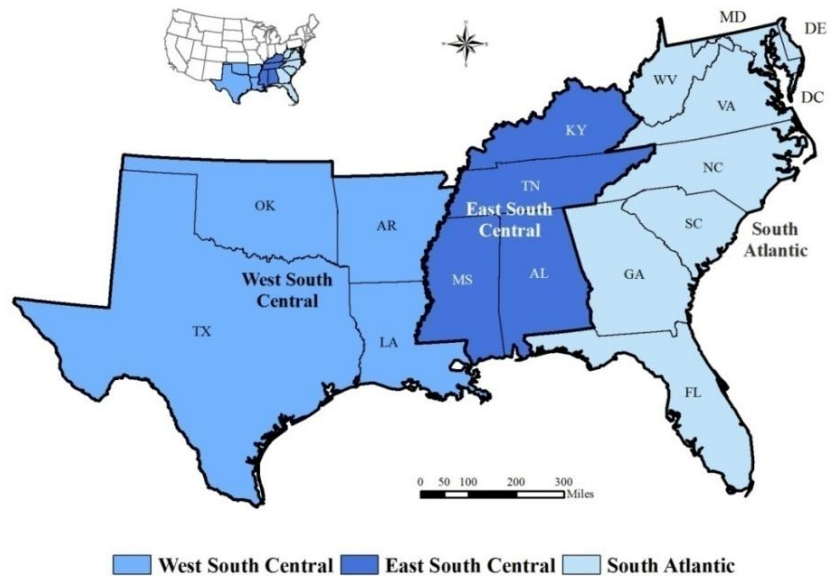 MD
DE
WV
DC
VA
KY
NC
TN
OK
AR
East South
Central
SC
South
Atlantic
West South
Central
MS
AL
GA
TX
LA
FL
0 50 100 200 300
Miles
West South Central East South Central South Atlantic